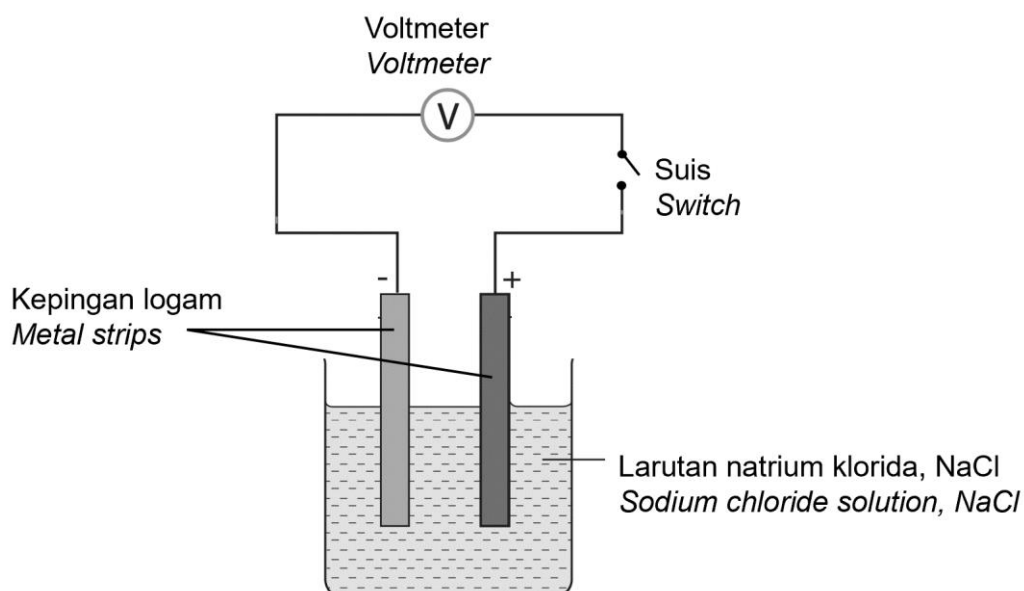 Voltmeter
Voltmeter
V
Suis
Switch
- +
Kepingan logam
Metal strips
Larutan natrium klorida, NaCl
Sodium chloride solution, NaCl